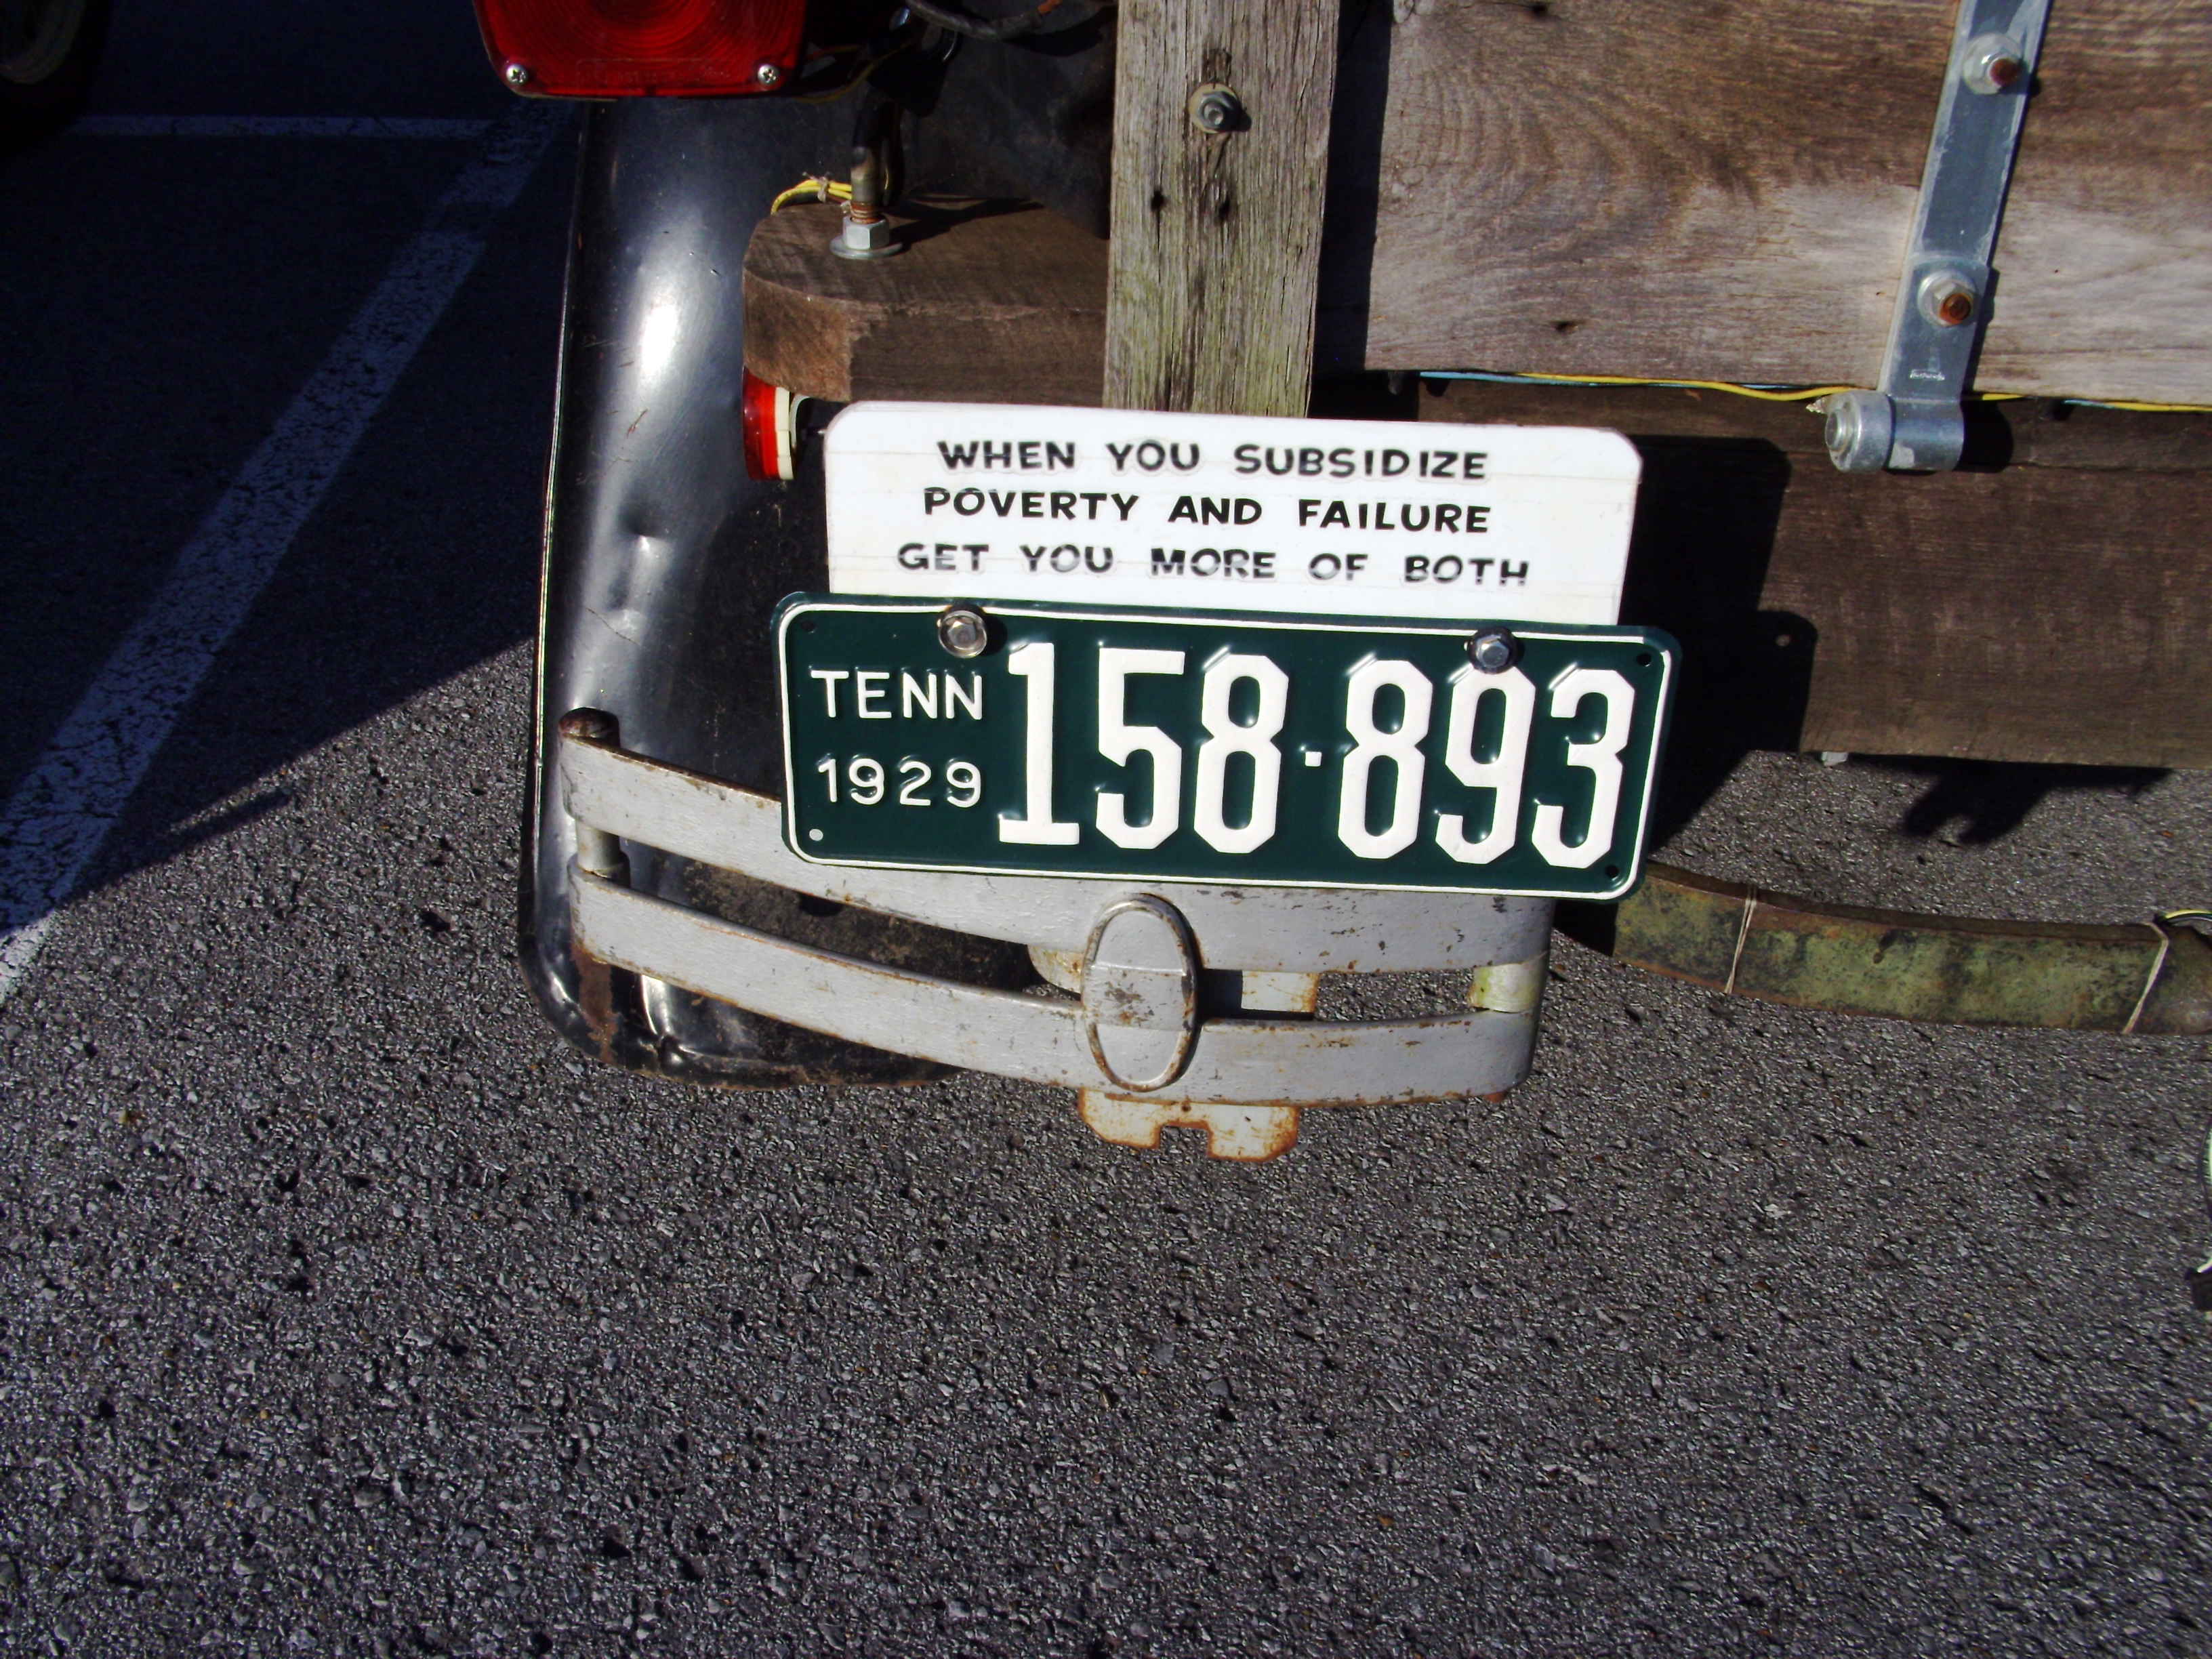 WHEN YOU SUBSIDIZE
POVERTY AND FAILURE
GET YOU MORE OF BOTH
TENN
1929
158·893